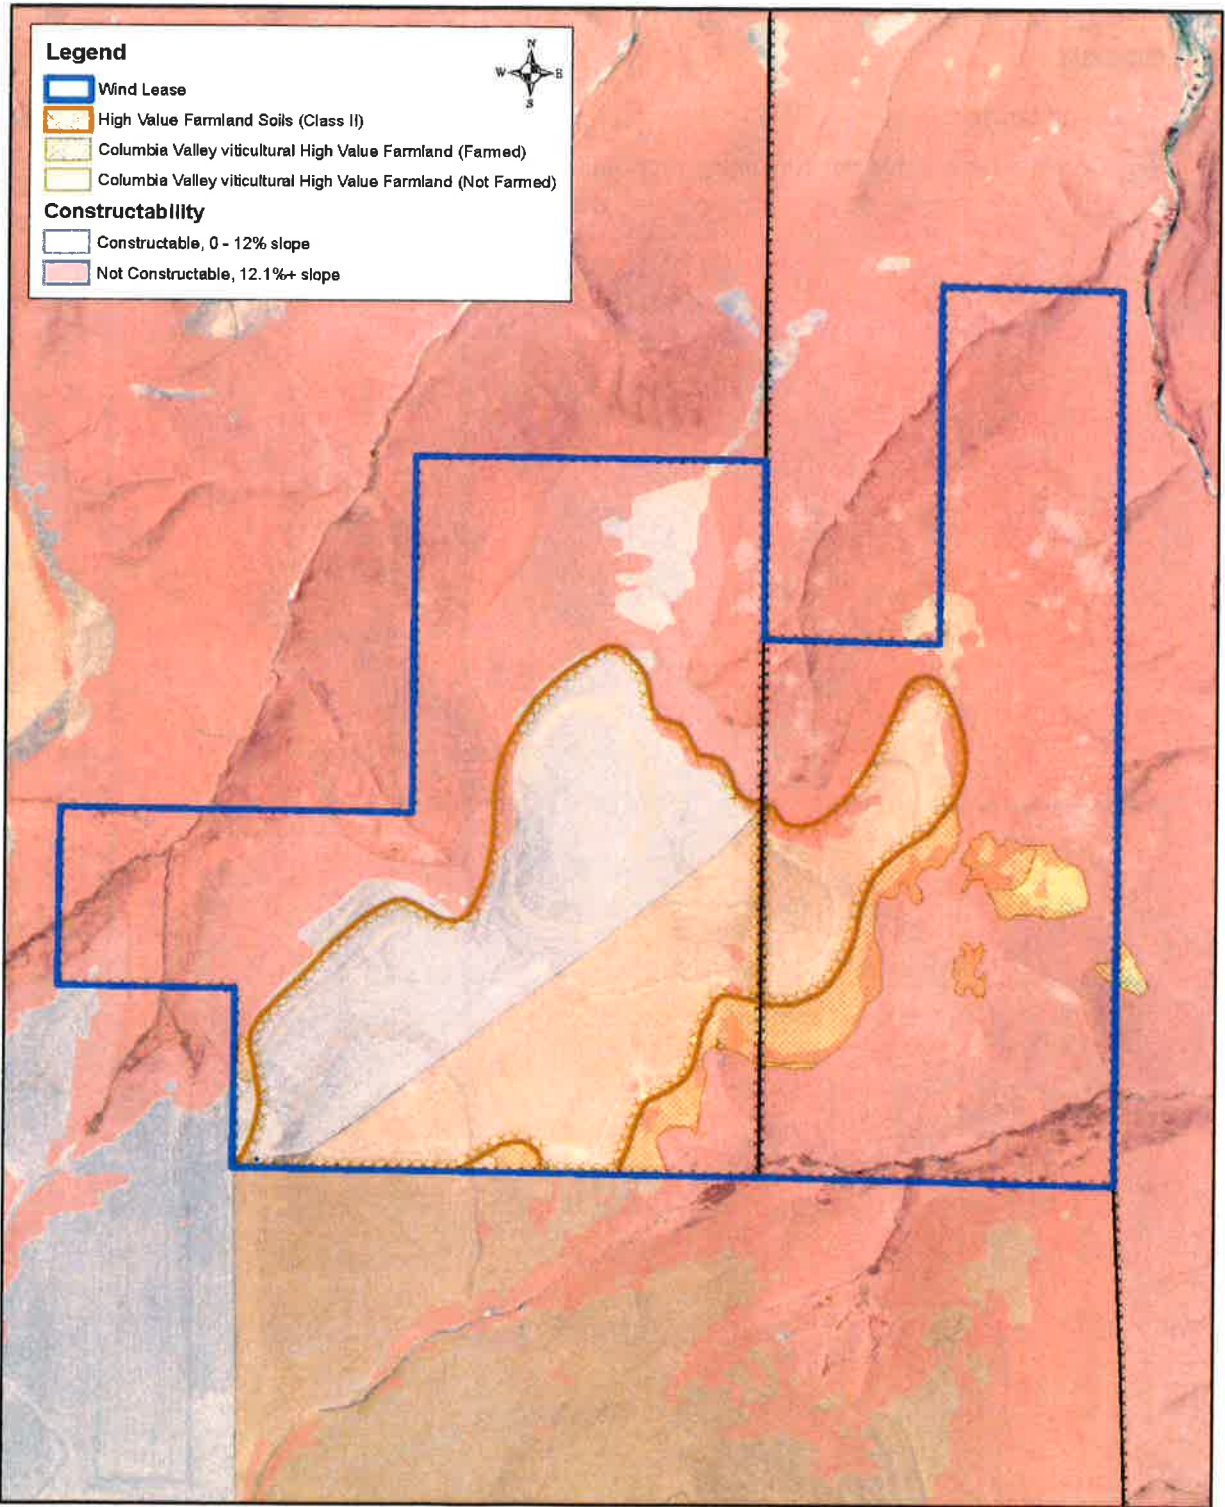 Legend
N
W E
S
Wind Lease
High Value Farmland Soils (Class II)
Columbia Valley viticultural High Value Farmland (Farmed)
Columbia Valley viticultural High Value Farmland (Not Farmed)
Constructability
Constructable, 0 - 12% slope
Not Constructable, 12.1%+ slope